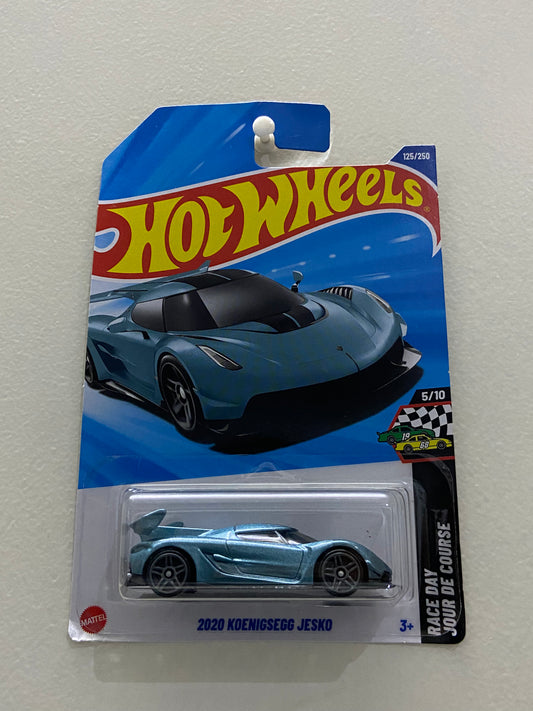 125/250
HOT WHEELS
®
5/10
19
68
RACE DAY
JOUR DE COURSE
MATTEL
2020 KOENIGSEGG JESKO
3+